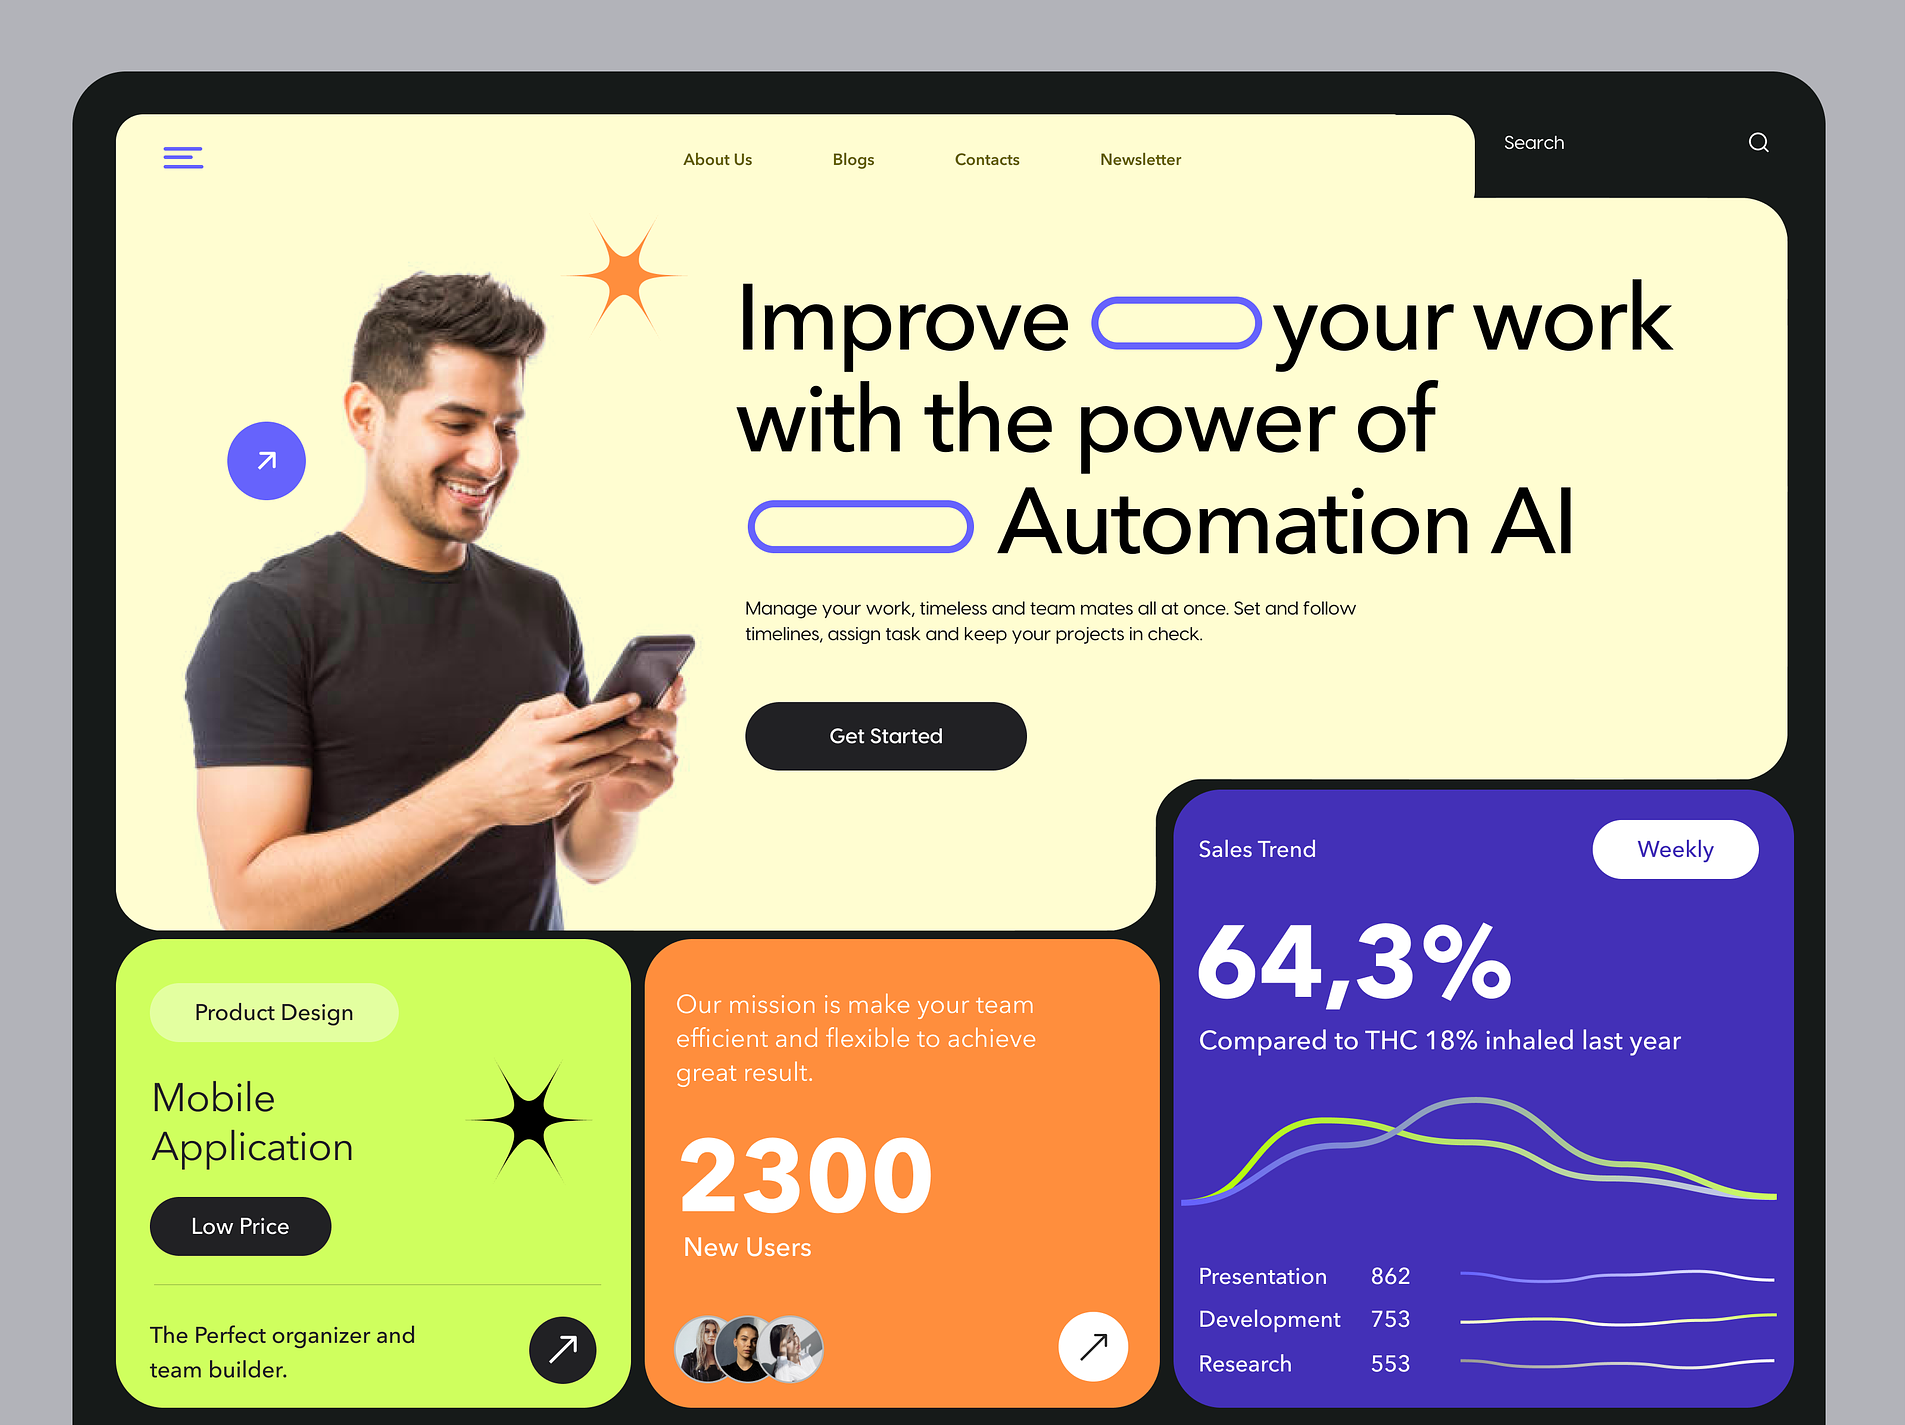 About Us
Blogs
Contacts
Newsletter
Search
Improve your work
with the power of
Automation AI
Manage your work, timeless and team mates all at once. Set and follow
timelines, assign task and keep your projects in check.
Get Started
Product Design
Mobile
Application
Low Price
The Perfect organizer and
team builder.
Our mission is make your team
efficient and flexible to achieve
great result.
2300
New Users
Sales Trend
Weekly
64,3%
Compared to THC 18% inhaled last year
Presentation 862
Development 753
Research 553